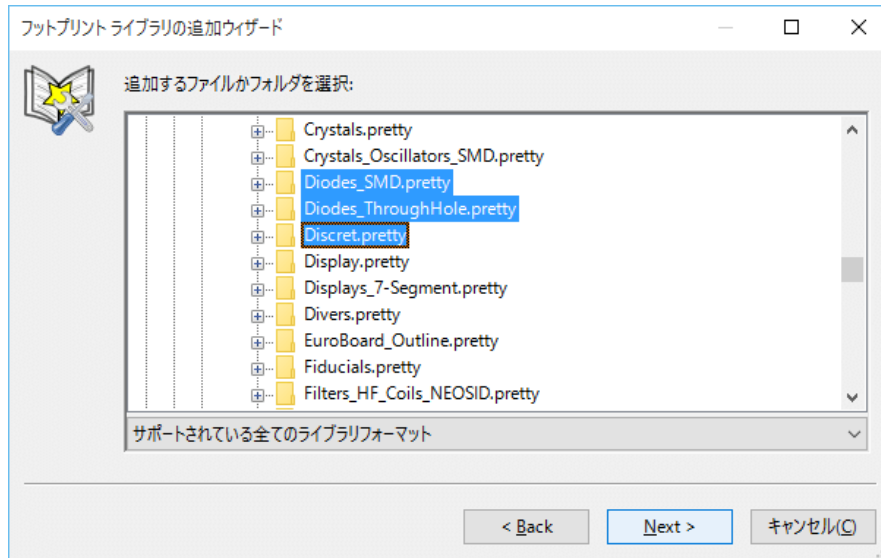 フットプリント ライブラリの追加ウィザード
追加するファイルかフォルダを選択:
Crystals.pretty
Crystals_Oscillators_SMD.pretty
Diodes_SMD.pretty
Diodes_ThroughHole.pretty
Discret.pretty
Display.pretty
Displays_7-Segment.pretty
Divers.pretty
EuroBoard_Outline.pretty
Fiducials.pretty
Filters_HF_Coils_NEOSID.pretty
サポートされている全てのライブラリフォーマット
< Back Next > キャンセル(C)